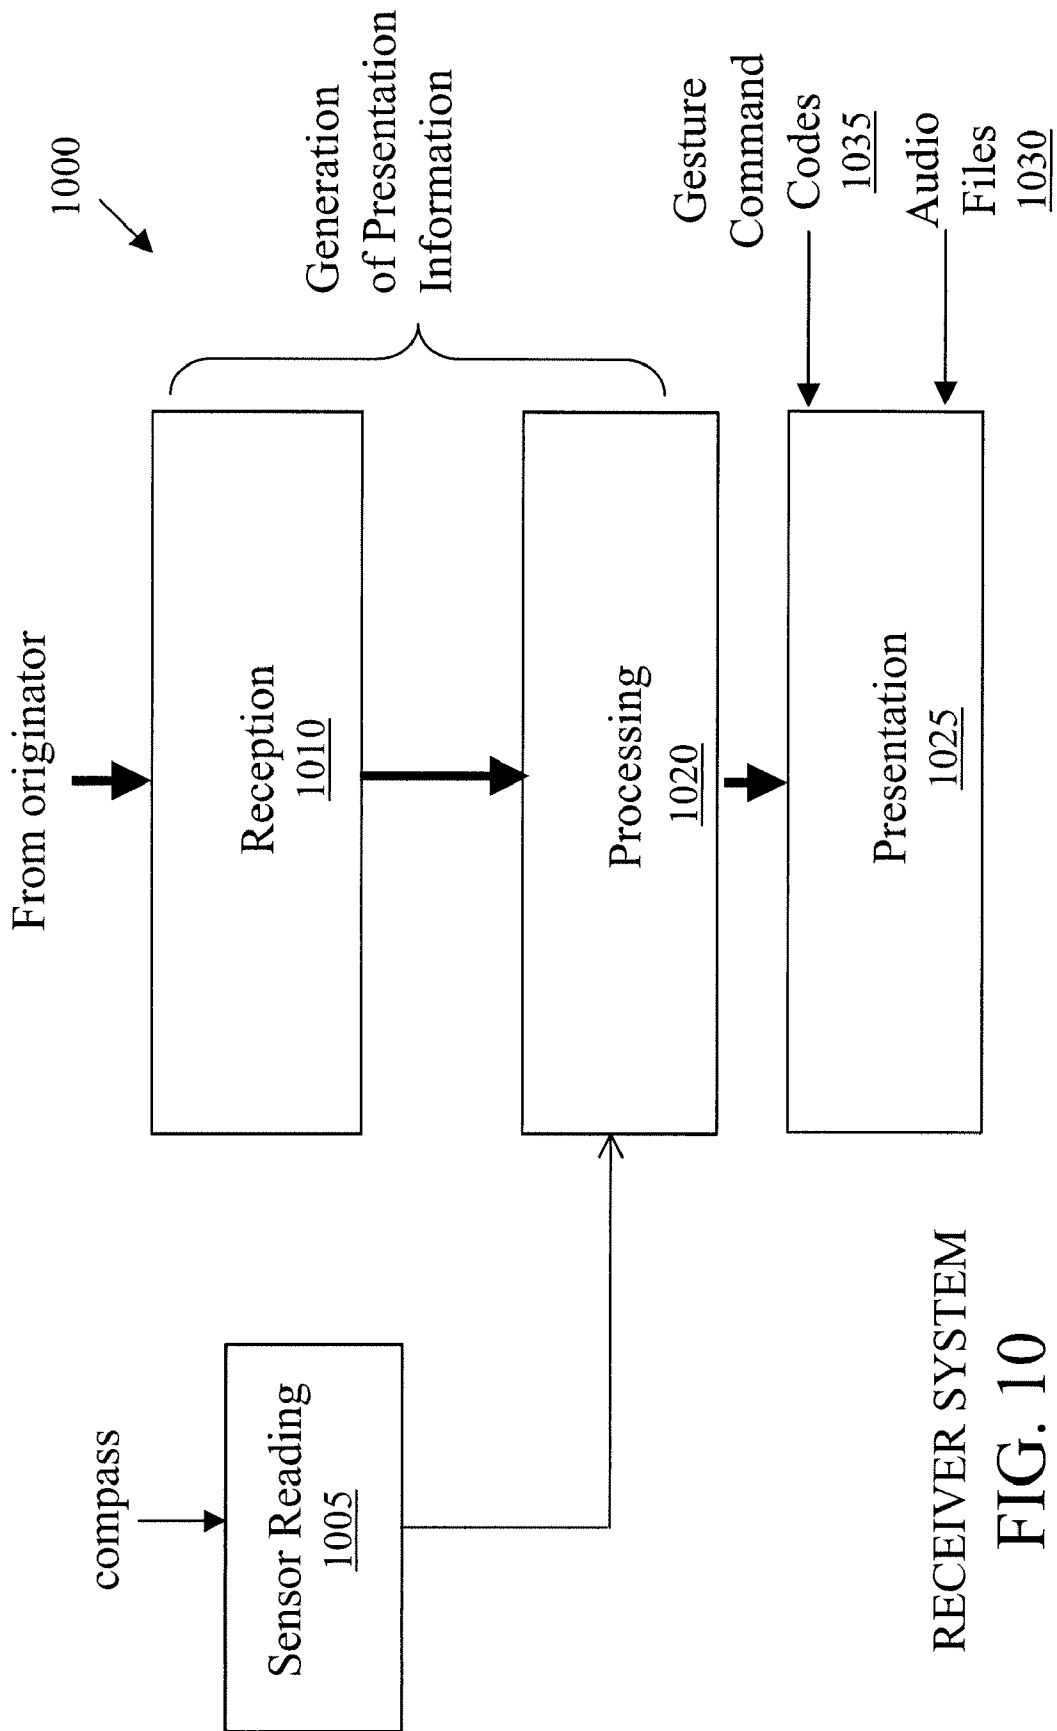 1000
From originator
Reception
1010
Generation
of Presentation
Information
compass
Sensor Reading
1005
Processing
1020
Gesture
Command
Codes
1035
Audio
Files
1030
Presentation
1025
RECEIVER SYSTEM
FIG. 10